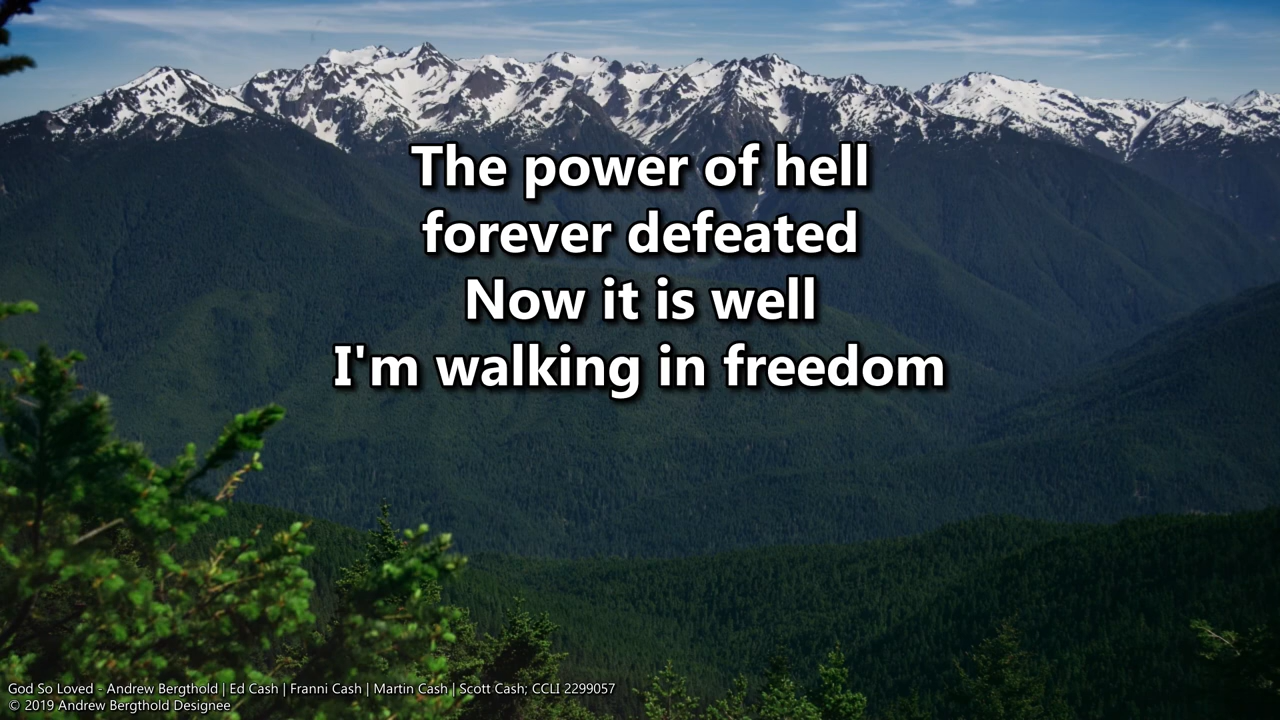 The power of hell
forever defeated
Now it is well
I'm walking in freedom
God So Loved - Andrew Bergthold | Ed Cash | Franni Cash | Martin Cash | Scott Cash; CCLI 2299057
© 2019 Andrew Bergthold Designee